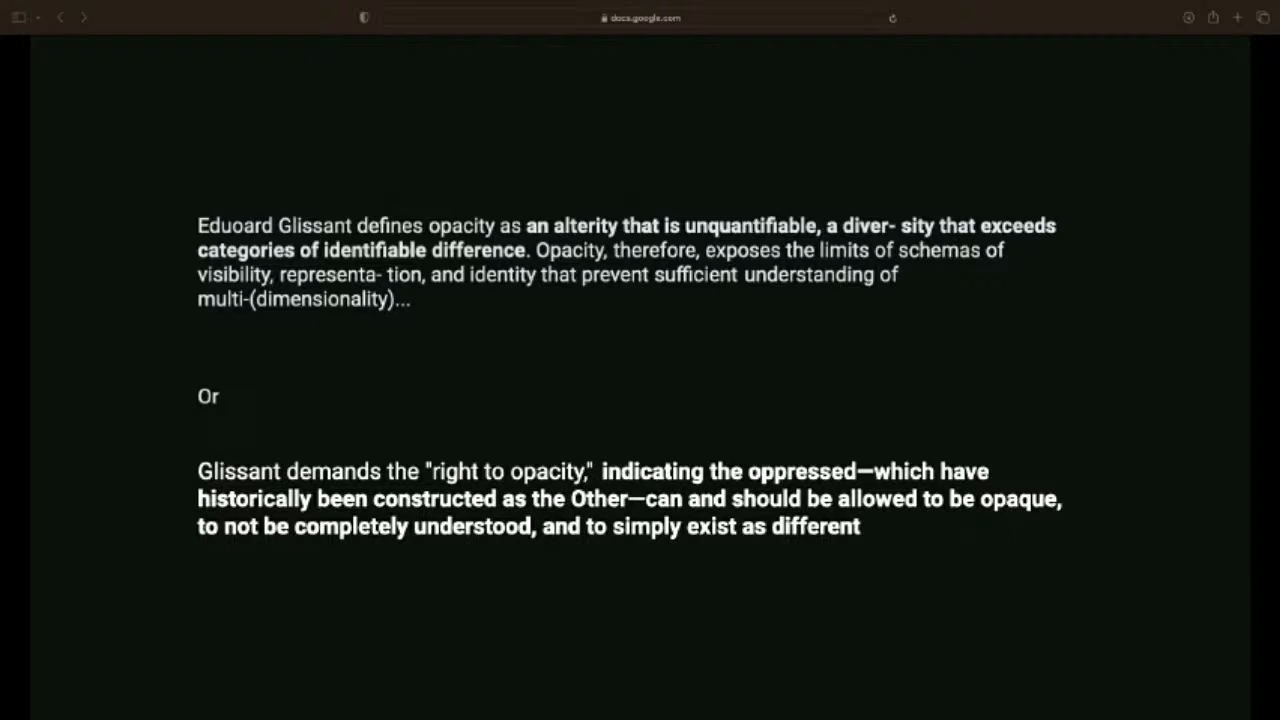 docs.google.com
Eduoard Glissant defines opacity as an alterity that is unquantifiable, a diver- sity that exceeds
categories of identifiable difference. Opacity, therefore, exposes the limits of schemas of
visibility, representa- tion, and identity that prevent sufficient understanding of
multi-(dimensionality)...
Or
Glissant demands the "right to opacity," indicating the oppressed—which have
historically been constructed as the Other—can and should be allowed to be opaque,
to not be completely understood, and to simply exist as different